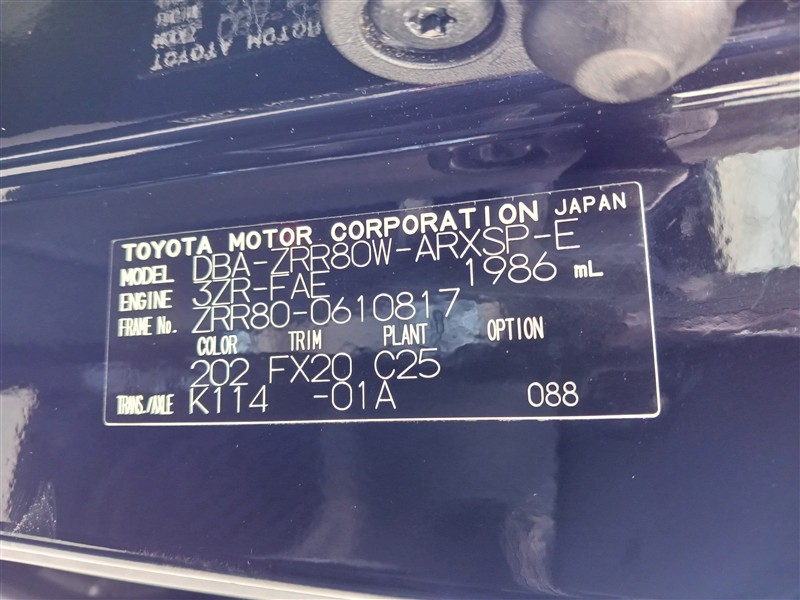 TOYOTA MOTOR CORPORATION JAPAN
MODEL DBA-ZRR80W-ARXSP-E
ENGINE 3ZR-FAE 1986 mL
FRAME No. ZRR80-0610817
COLOR TRIM PLANT OPTION
202 FX20 C25
TRANS./AXLE K114 -01A 088